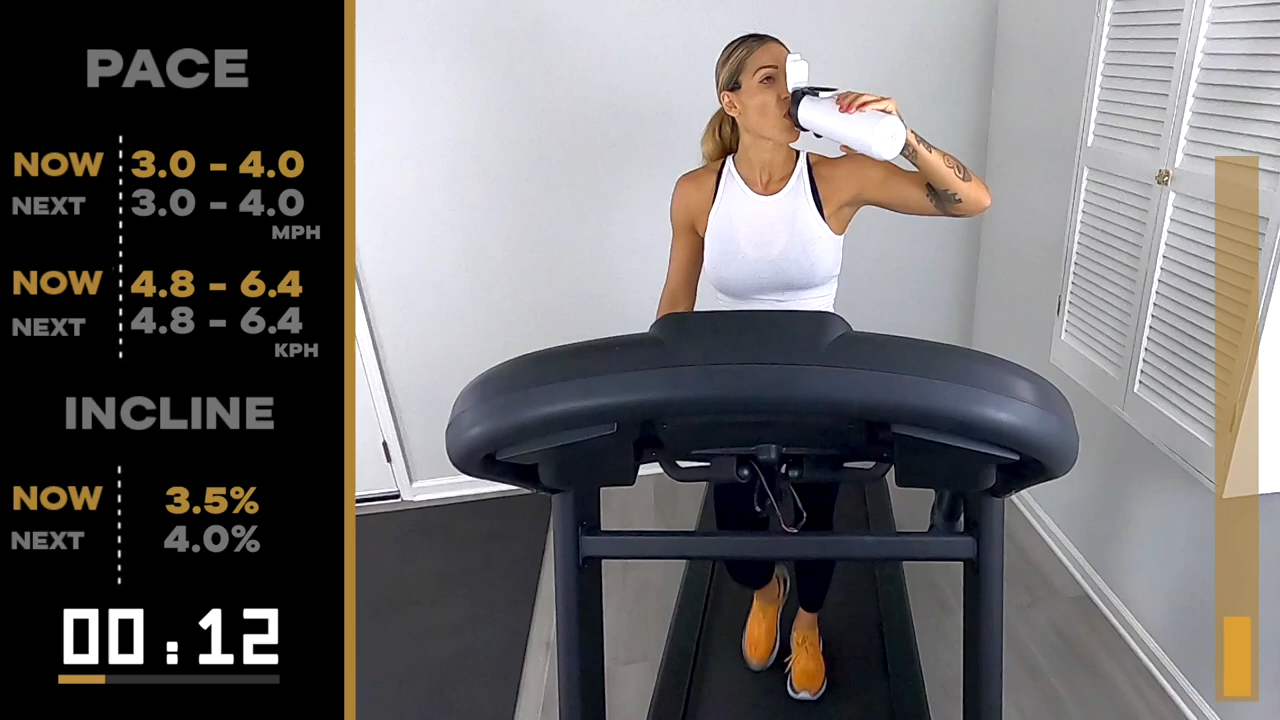 PACE
NOW 3.0 - 4.0
NEXT 3.0 - 4.0
MPH
NOW 4.8 - 6.4
NEXT 4.8 - 6.4
KPH
INCLINE
NOW 3.5%
NEXT 4.0%
00:12